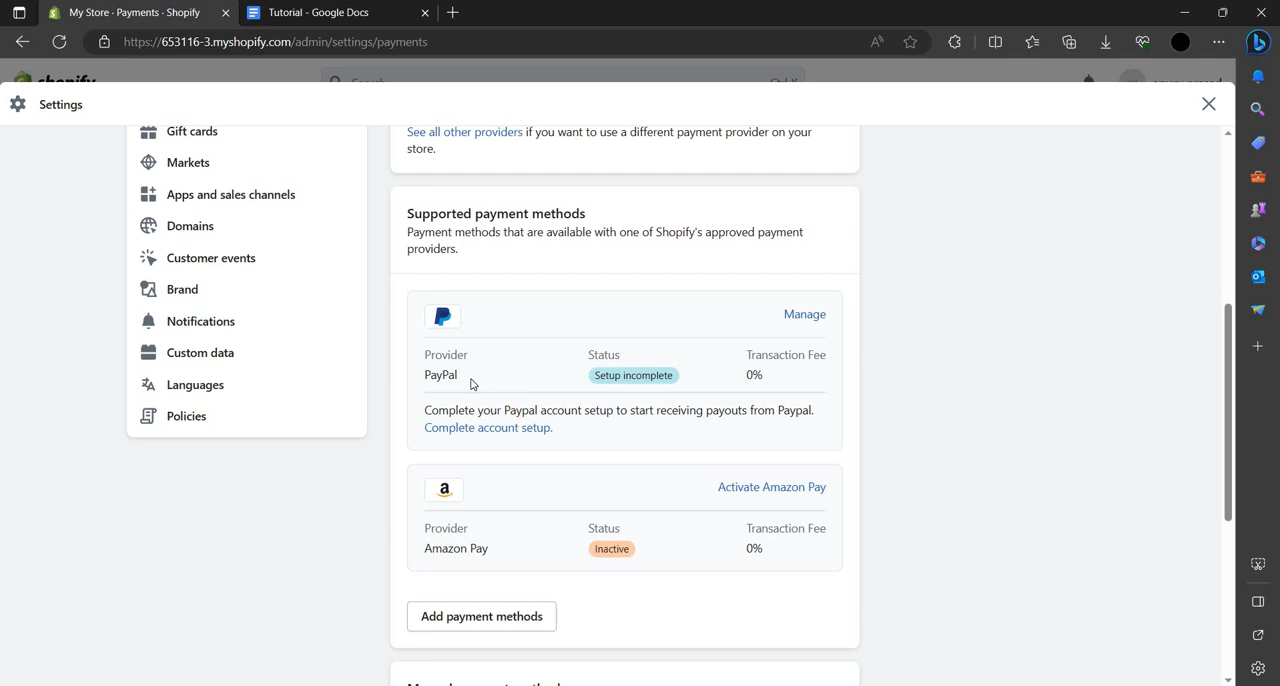 My Store · Payments · Shopify
Tutorial - Google Docs
https://653116-3.myshopify.com/admin/settings/payments
Settings
Gift cards
Markets
Apps and sales channels
Domains
Customer events
Brand
Notifications
Custom data
Languages
Policies
See all other providers if you want to use a different payment provider on your
store.
Supported payment methods
Payment methods that are available with one of Shopify's approved payment
providers.
Manage
Provider Status Transaction Fee
PayPal Setup incomplete 0%
Complete your Paypal account setup to start receiving payouts from Paypal.
Complete account setup.
Activate Amazon Pay
Provider Status Transaction Fee
Amazon Pay Inactive 0%
Add payment methods